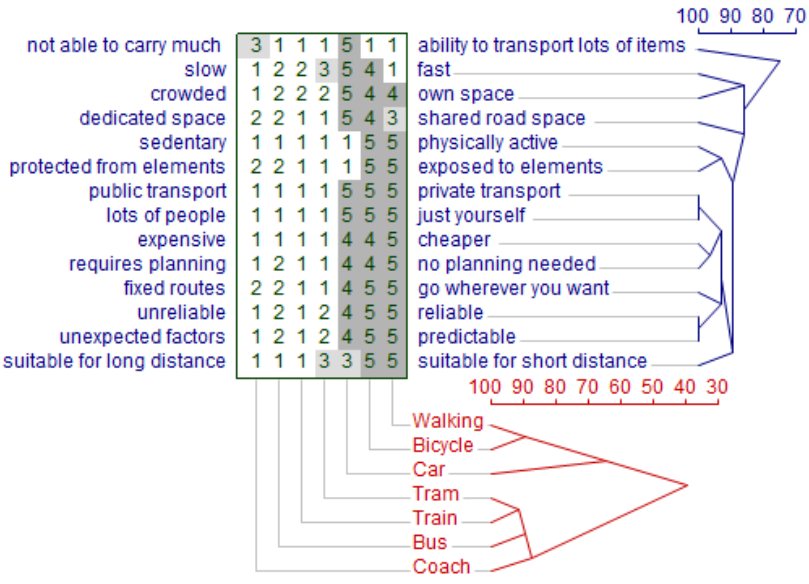 100 90 80 70
not able to carry much 3 1 1 1 5 1 1 ability to transport lots of items
slow 1 2 2 3 5 4 1 fast
crowded 1 2 2 2 5 4 4 own space
dedicated space 2 2 1 1 5 4 3 shared road space
sedentary 1 1 1 1 1 5 5 physically active
protected from elements 2 2 1 1 1 5 5 exposed to elements
public transport 1 1 1 1 5 5 5 private transport
lots of people 1 1 1 1 5 5 5 just yourself
expensive 1 1 1 1 4 4 5 cheaper
requires planning 1 2 1 1 4 4 5 no planning needed
fixed routes 2 2 1 1 4 5 5 go wherever you want
unreliable 1 2 1 2 4 5 5 reliable
unexpected factors 1 2 1 2 4 5 5 predictable
suitable for long distance 1 1 1 3 3 5 5 suitable for short distance
100 90 80 70 60 50 40 30
Walking
Bicycle
Car
Tram
Train
Bus
Coach